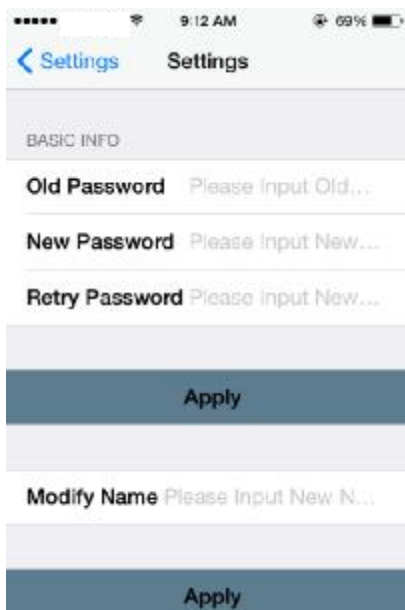 9:12 AM 69%
Settings Settings
BASIC INFO
Old Password Please Input Old...
New Password Please Input New...
Retry Password Please Input New...
Apply
Modify Name Please Input New N...
Apply